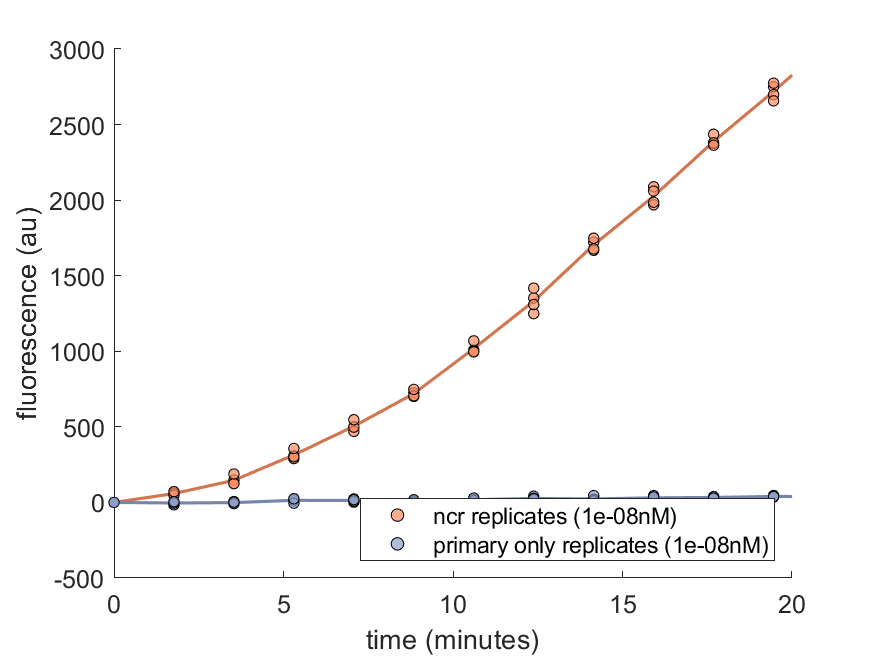 3000
2500
2000
1500
1000
500
0
-500
fluorescence (au)
ncr replicates (1e-08nM)
primary only replicates (1e-08nM)
0 5 10 15 20
time (minutes)